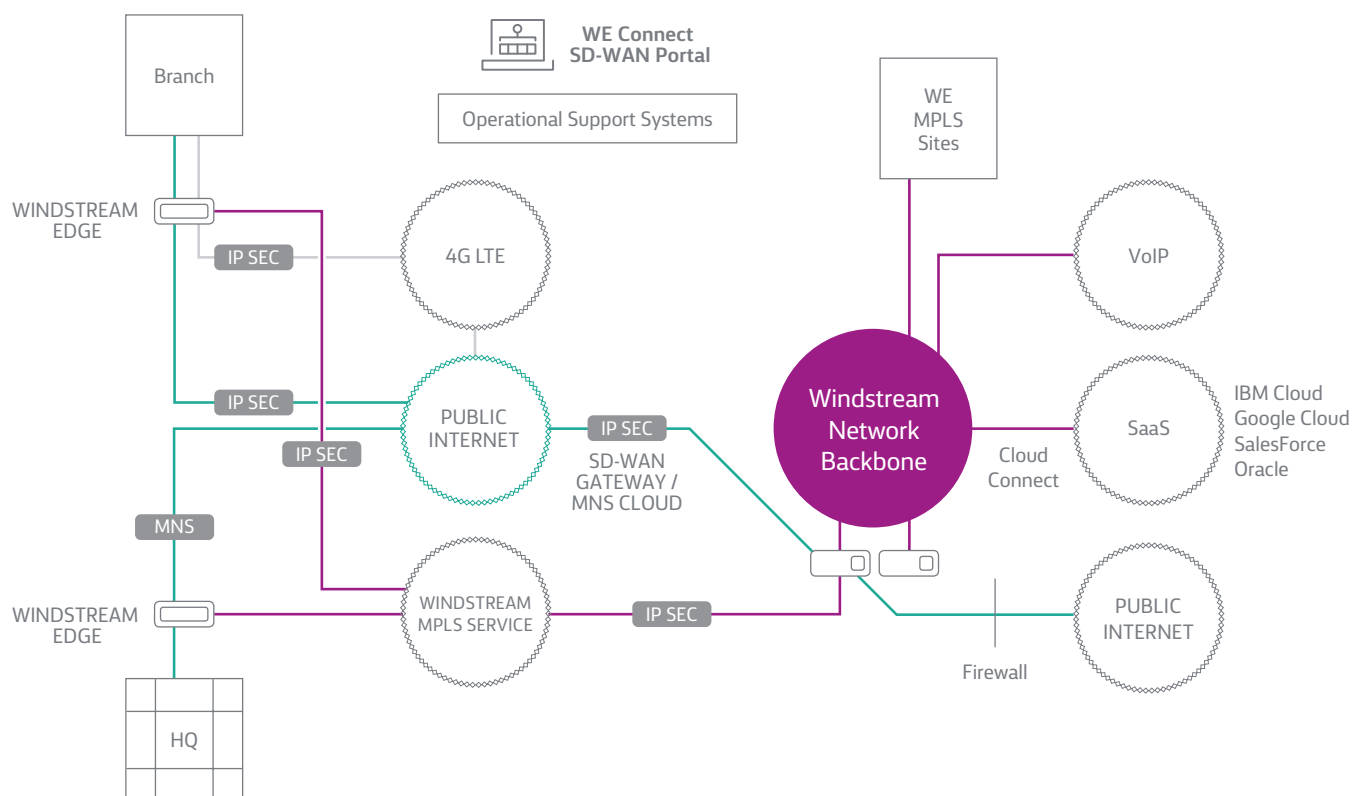 WE Connect
SD-WAN Portal
Branch
Operational Support Systems
WE
MPLS
Sites
WINDSTREAM
EDGE
IP SEC
4G LTE
VoIP
IP SEC
PUBLIC
INTERNET
IP SEC
IP SEC
SD-WAN
GATEWAY /
MNS CLOUD
Windstream
Network
Backbone
Cloud
Connect
SaaS
IBM Cloud
Google Cloud
SalesForce
Oracle
MNS
WINDSTREAM
EDGE
WINDSTREAM
MPLS SERVICE
IP SEC
PUBLIC
INTERNET
Firewall
HQ